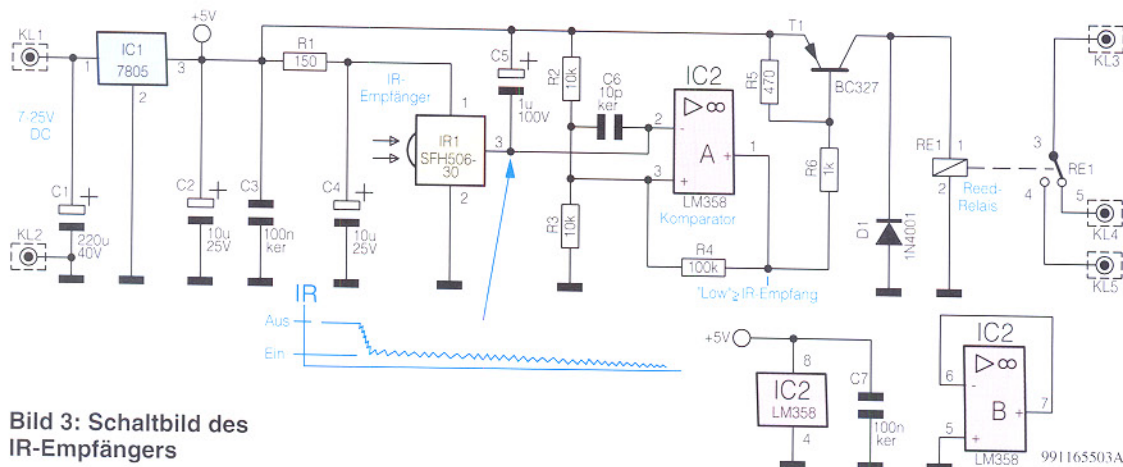 KL1
7-25V
DC
KL2
C1
+
220u
40V
1
IC1
7805
3
2
+5V
C2
+
10u
25V
C3
100n
ker
R1
150
C4
+
10u
25V
IR-
Empfänger
1
IR1
SFH506-
30
3
2
C5
+
1u
100V
R2
10k
C6
10p
ker
R3
10k
IC2
▷∞
2
-
A
1
+
3
+
LM358
Komparator
R4
100k
"Low"≥IR-Empfang
R5
470
T1
BC327
R6
1k
D1
1N4001
RE1
1
2
Reed-
Relais
3
RE1
4
5
KL3
KL4
KL5
IR
Aus
Ein
+5V
8
IC2
LM358
4
C7
100n
ker
IC2
▷∞
6
-
B
7
+
5
+
LM358
991165503A
Bild 3: Schaltbild des
IR-Empfängers